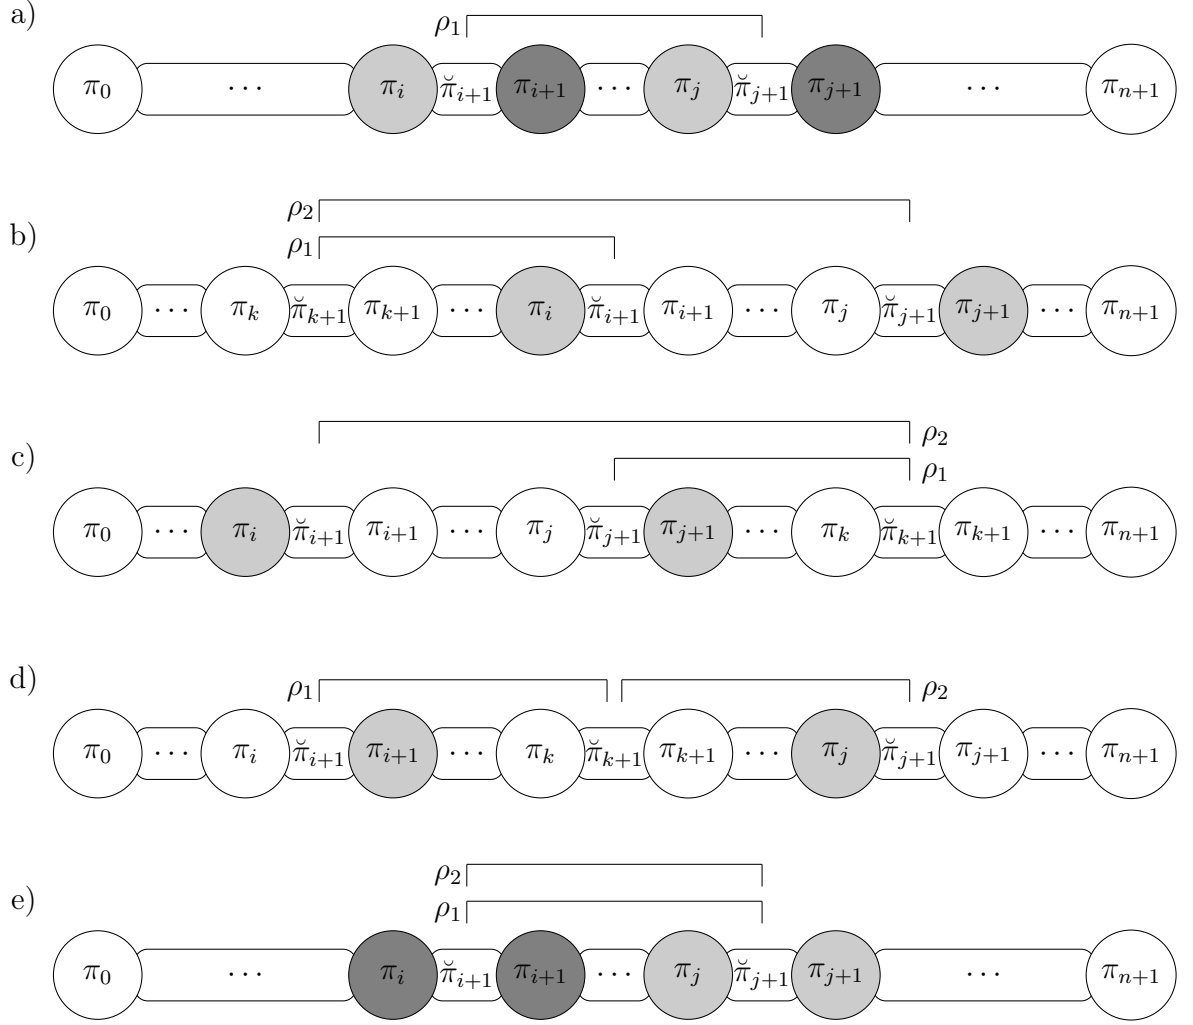 a)
ρ₁
π₀ ⋯ πᵢ π̆ᵢ₊₁ πᵢ₊₁ ⋯ πⱼ π̆ⱼ₊₁ πⱼ₊₁ ⋯ πₙ₊₁
ρ₂
b)
ρ₁
π₀ ⋯ πₖ π̆ₖ₊₁ πₖ₊₁ ⋯ πᵢ π̆ᵢ₊₁ πᵢ₊₁ ⋯ πⱼ π̆ⱼ₊₁ πⱼ₊₁ ⋯ πₙ₊₁
ρ₂
c)
ρ₁
π₀ ⋯ πᵢ π̆ᵢ₊₁ πᵢ₊₁ ⋯ πⱼ π̆ⱼ₊₁ πⱼ₊₁ ⋯ πₖ π̆ₖ₊₁ πₖ₊₁ ⋯ πₙ₊₁
d)
ρ₁ ρ₂
π₀ ⋯ πᵢ π̆ᵢ₊₁ πᵢ₊₁ ⋯ πₖ π̆ₖ₊₁ πₖ₊₁ ⋯ πⱼ π̆ⱼ₊₁ πⱼ₊₁ ⋯ πₙ₊₁
ρ₂
e)
ρ₁
π₀ ⋯ πᵢ π̆ᵢ₊₁ πᵢ₊₁ ⋯ πⱼ π̆ⱼ₊₁ πⱼ₊₁ ⋯ πₙ₊₁